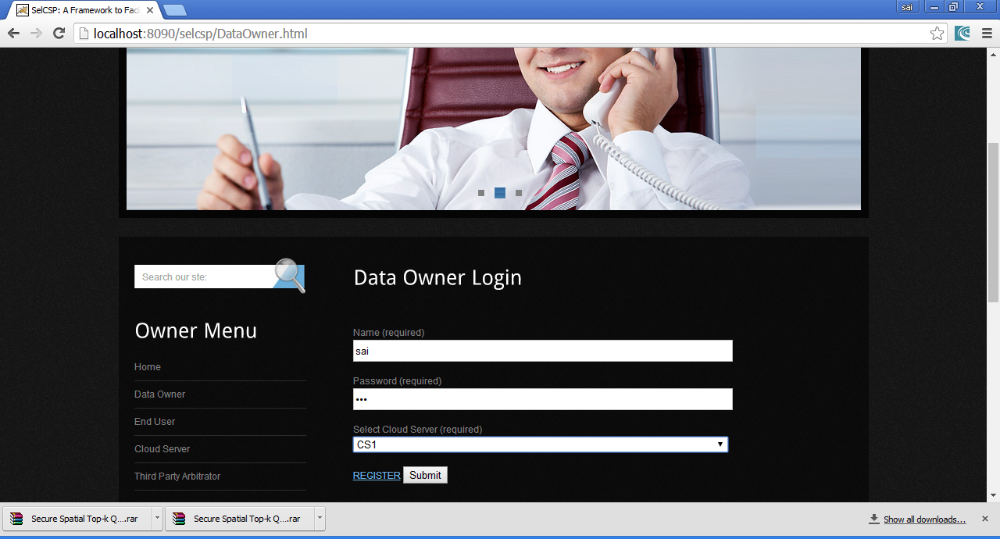 SelCSP: A Framework to Fac
sai
localhost:8090/selcsp/DataOwner.html
Search our ste:
Owner Menu
Home
Data Owner
End User
Cloud Server
Third Party Arbitrator
Data Owner Login
Name (required)
sai
Password (required)
•••
Select Cloud Server (required)
CS1
REGISTER Submit
Secure Spatial Top-k Q....rar
Secure Spatial Top-k Q....rar
Show all downloads...